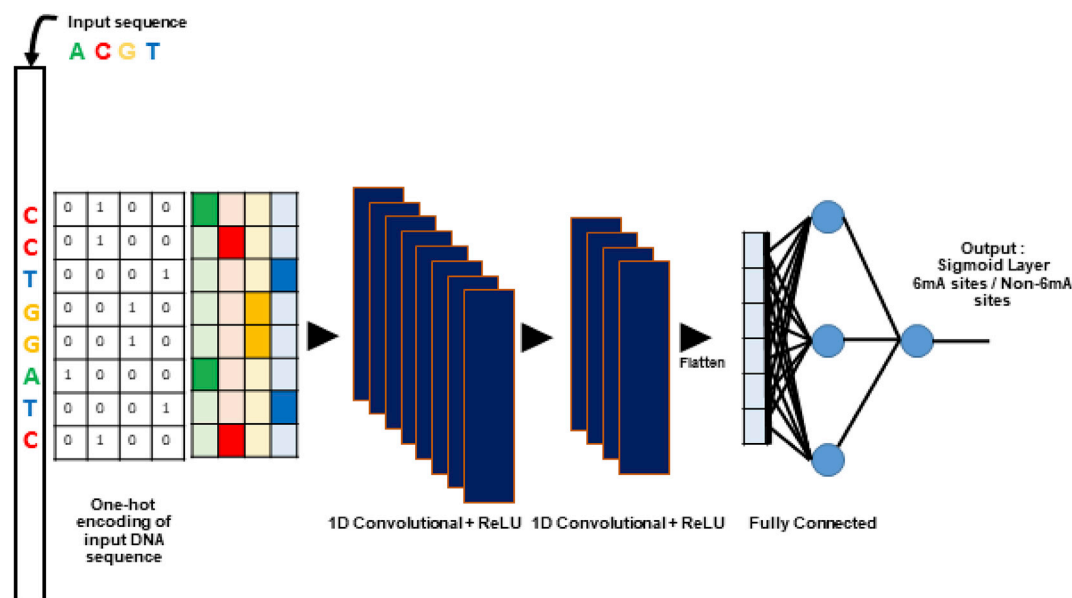 Input sequence
A C G T
C 0 1 0 0
C 0 1 0 0
T 0 0 0 1
G 0 0 1 0
G 0 0 1 0
A 1 0 0 0
T 0 0 0 1
C 0 1 0 0
One-hot
encoding of
input DNA
sequence
1D Convolutional + ReLU
1D Convolutional + ReLU
Flatten
Fully Connected
Output :
Sigmoid Layer
6mA sites / Non-6mA
sites